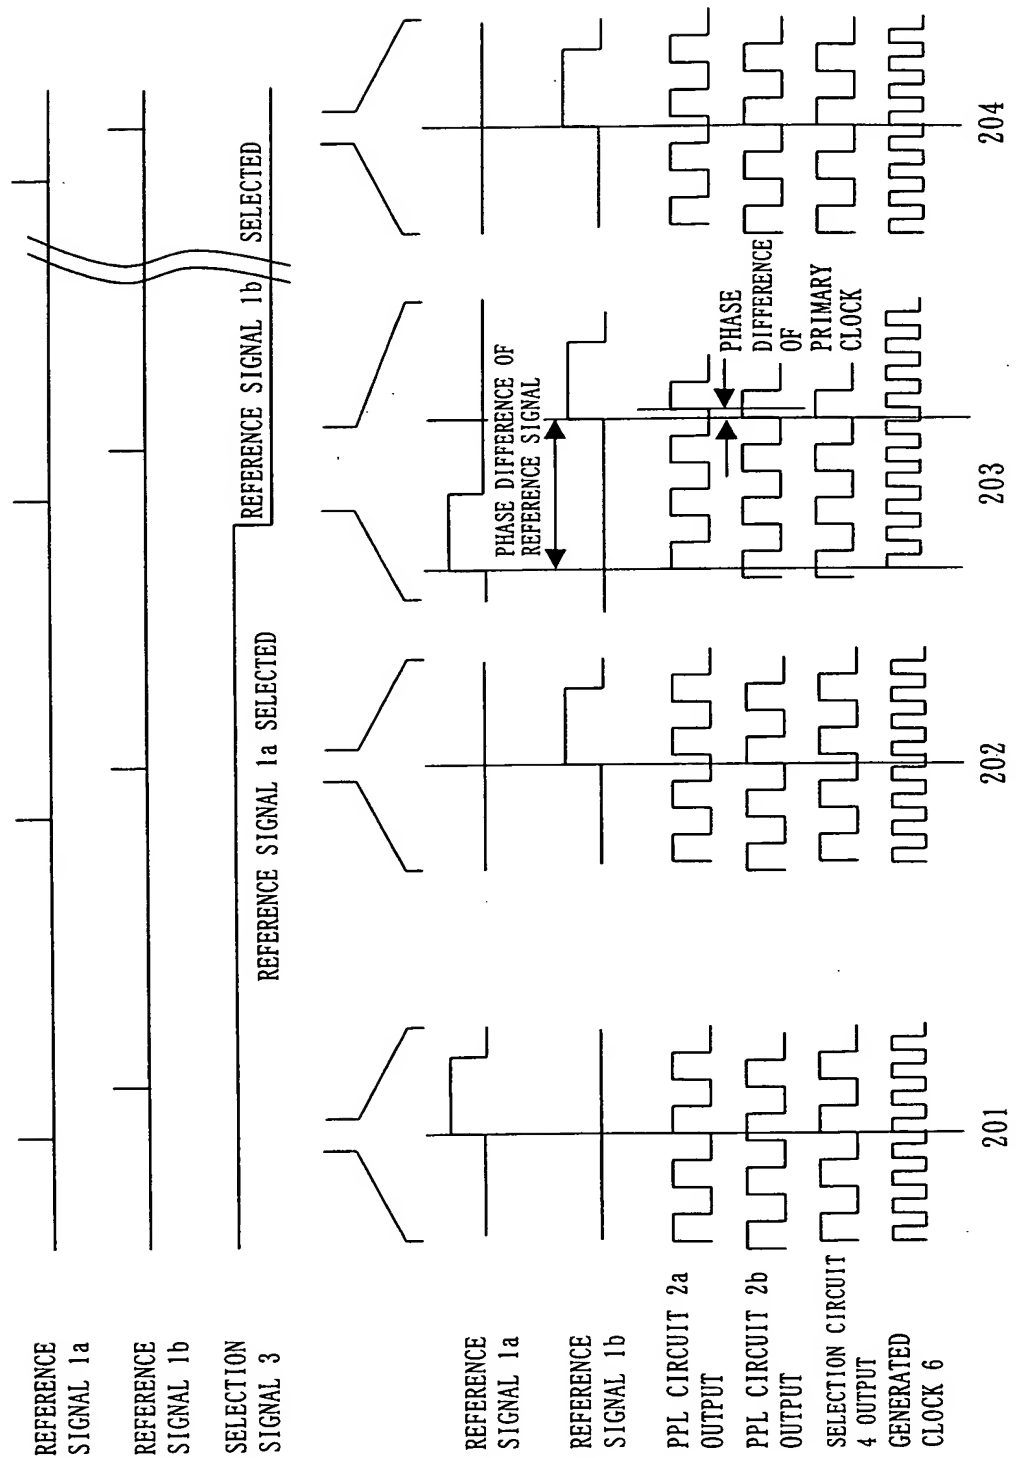 REFERENCE
SIGNAL 1a
REFERENCE
SIGNAL 1b
SELECTION
SIGNAL 3
REFERENCE SIGNAL 1a SELECTED
REFERENCE SIGNAL 1b SELECTED
REFERENCE
SIGNAL 1a
REFERENCE
SIGNAL 1b
PPL CIRCUIT 2a
OUTPUT
PPL CIRCUIT 2b
OUTPUT
SELECTION CIRCUIT
4 OUTPUT
GENERATED
CLOCK 6
PHASE DIFFERENCE OF
REFERENCE SIGNAL
PHASE
DIFFERENCE
OF
PRIMARY
CLOCK
201
202
203
204